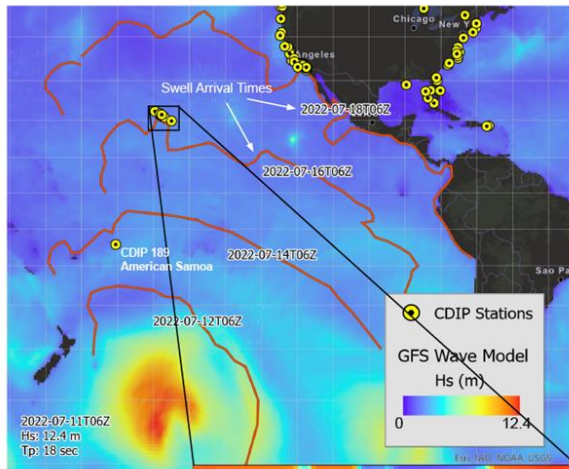 Chicago
New Y
Angeles
Swell Arrival Times
2022-07-18T06Z
2022-07-16T06Z
CDIP 189
American Samoa
2022-07-14T06Z
Sao Pa
2022-07-12T06Z
CDIP Stations
GFS Wave Model
Hs (m)
0
12.4
2022-07-11T06Z
Hs: 12.4 m
Tp: 18 sec
Esri, FAO, NOAA, USGS